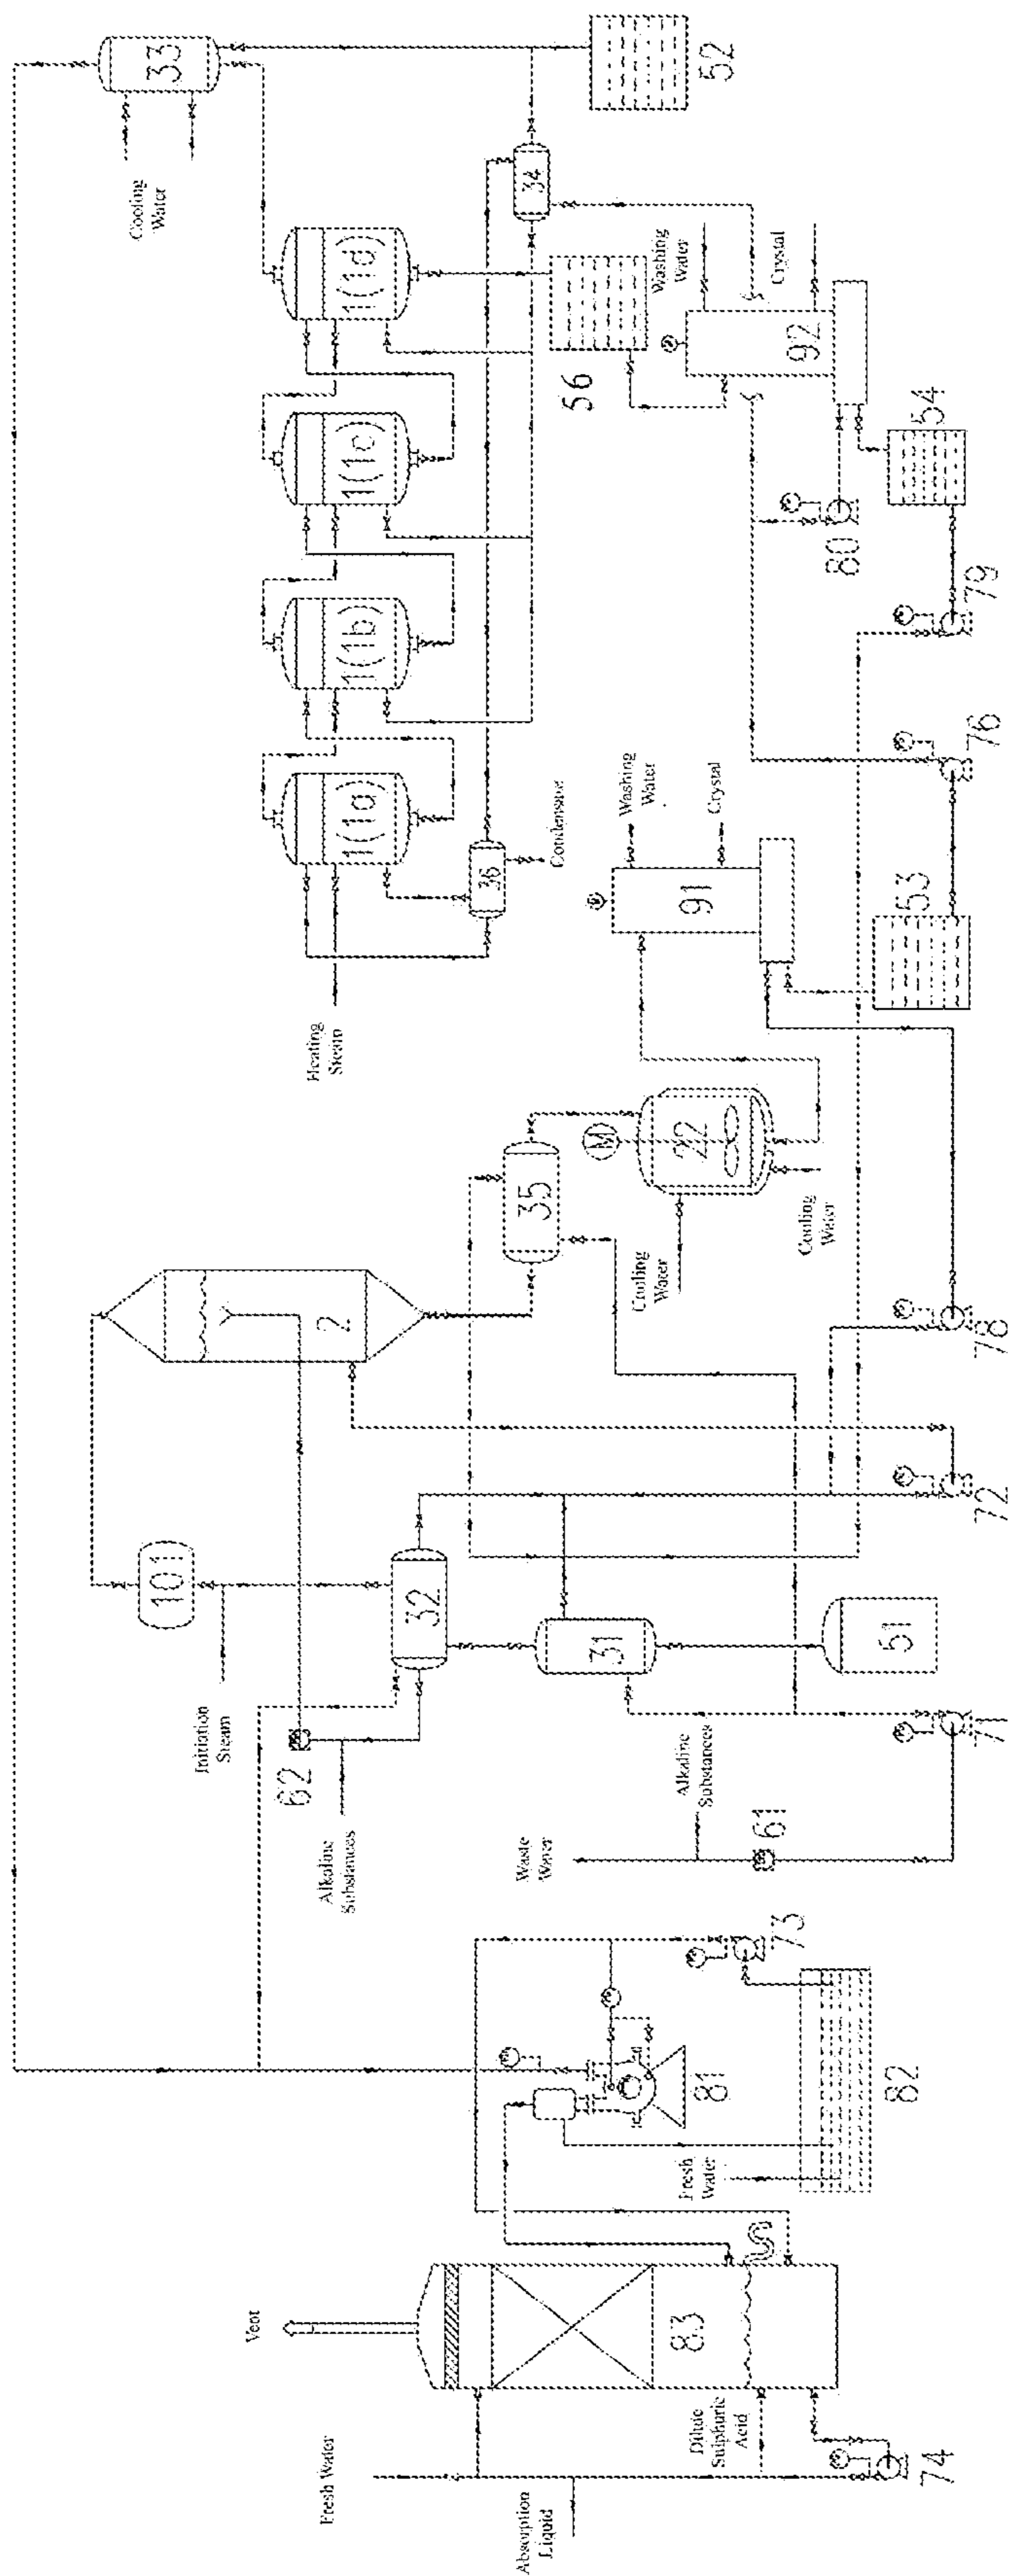 Vent
Fresh Water
Absorption
Liquid
Dilute
Sulphuric
Acid
83
74
Fresh
Water
81
82
73
Waste
Water
Alkaline
Substances
61
71
Initiation
Steam
62
Alkaline
Substances
101
32
31
51
2
72
78
35
M
22
Cooling
Water
Cooling
Water
Heating
Steam
36
Condensate
91
Washing
Water
Crystal
53
76
1(1a)
1(1b)
1(1c)
1(1d)
33
Cooling
Water
34
52
56
Washing
Water
92
Crystal
80
54
79